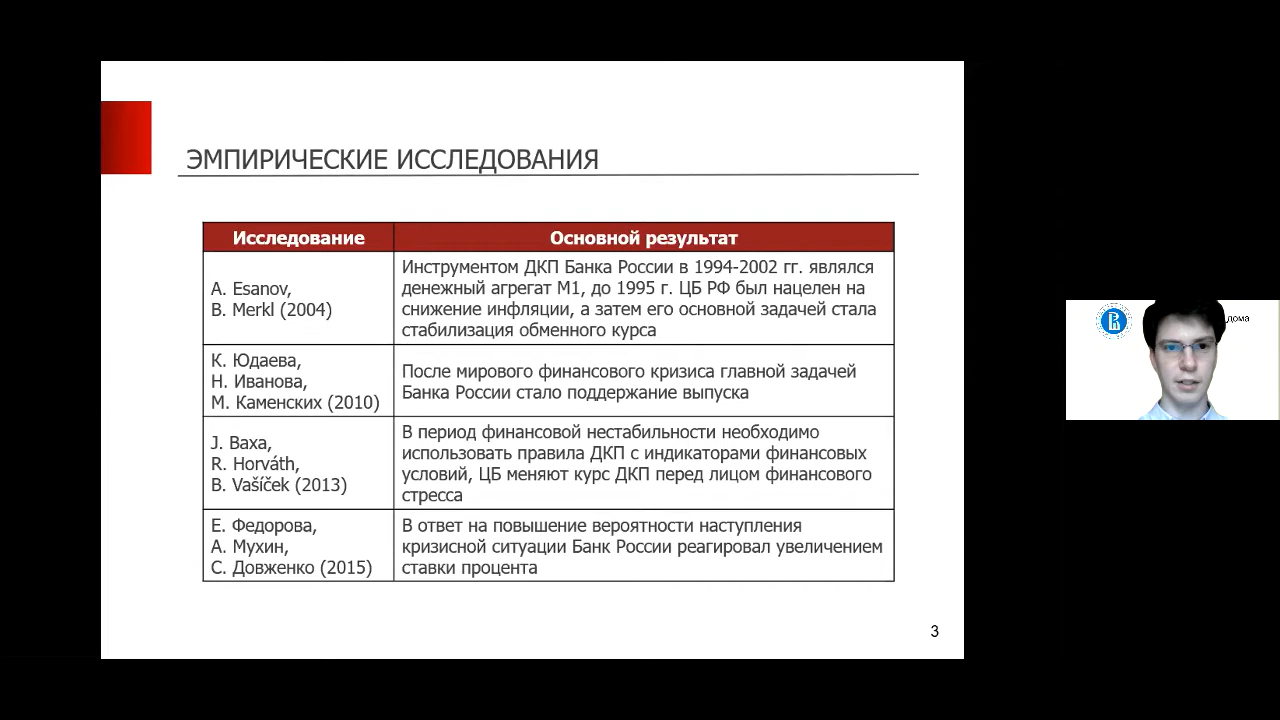 ЭМПИРИЧЕСКИЕ ИССЛЕДОВАНИЯ
Исследование
Основной результат
A. Esanov,
B. Merkl (2004)
Инструментом ДКП Банка России в 1994-2002 гг. являлся
денежный агрегат М1, до 1995 г. ЦБ РФ был нацелен на
снижение инфляции, а затем его основной задачей стала
стабилизация обменного курса
К. Юдаева,
Н. Иванова,
М. Каменских (2010)
После мирового финансового кризиса главной задачей
Банка России стало поддержание выпуска
J. Baxa,
R. Horváth,
B. Vašíček (2013)
В период финансовой нестабильности необходимо
использовать правила ДКП с индикаторами финансовых
условий, ЦБ меняют курс ДКП перед лицом финансового
стресса
Е. Федорова,
А. Мухин,
С. Довженко (2015)
В ответ на повышение вероятности наступления
кризисной ситуации Банк России реагировал увеличением
ставки процента
3
дома